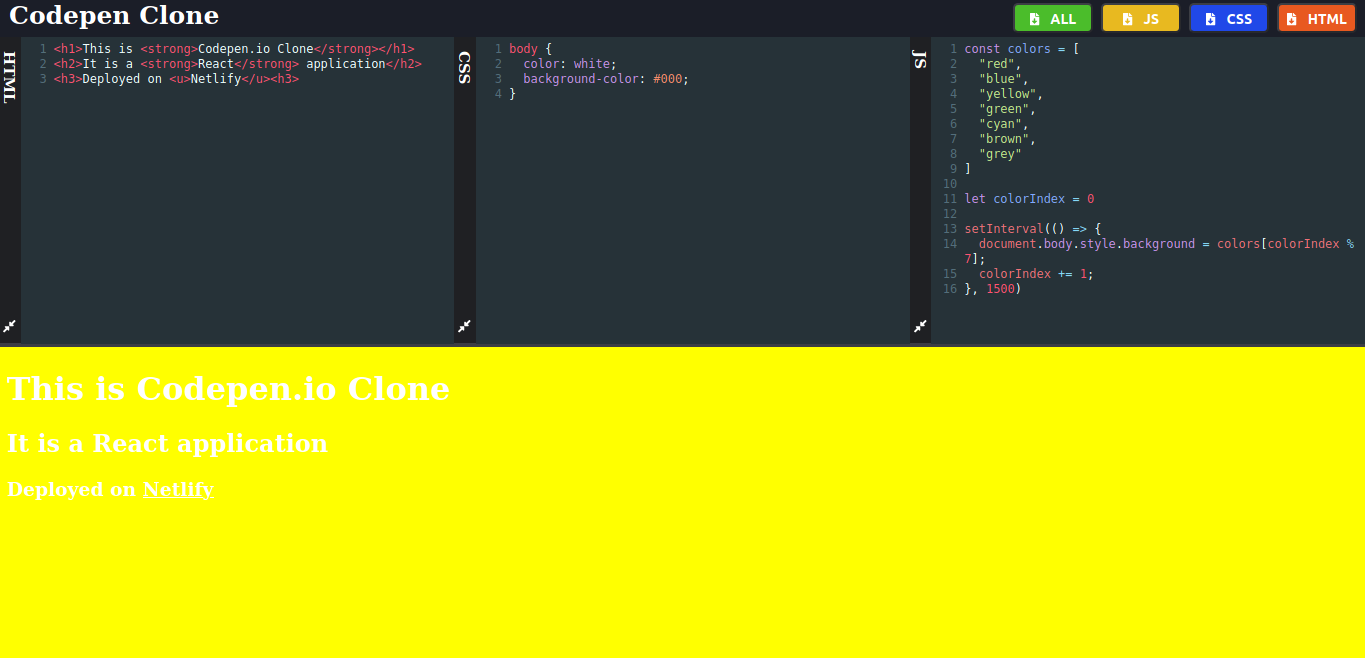 Codepen Clone
ALL
JS
CSS
HTML
HTML
1 <h1>This is <strong>Codepen.io Clone</strong></h1>
2 <h2>It is a <strong>React</strong> application</h2>
3 <h3>Deployed on <u>Netlify</u><h3>
CSS
1 body {
2   color: white;
3   background-color: #000;
4 }
JS
1 const colors = [
2   "red",
3   "blue",
4   "yellow",
5   "green",
6   "cyan",
7   "brown",
8   "grey"
9 ]
10
11 let colorIndex = 0
12
13 setInterval(() => {
14   document.body.style.background = colors[colorIndex %
7];
15   colorIndex += 1;
16 }, 1500)
This is Codepen.io Clone
It is a React application
Deployed on Netlify